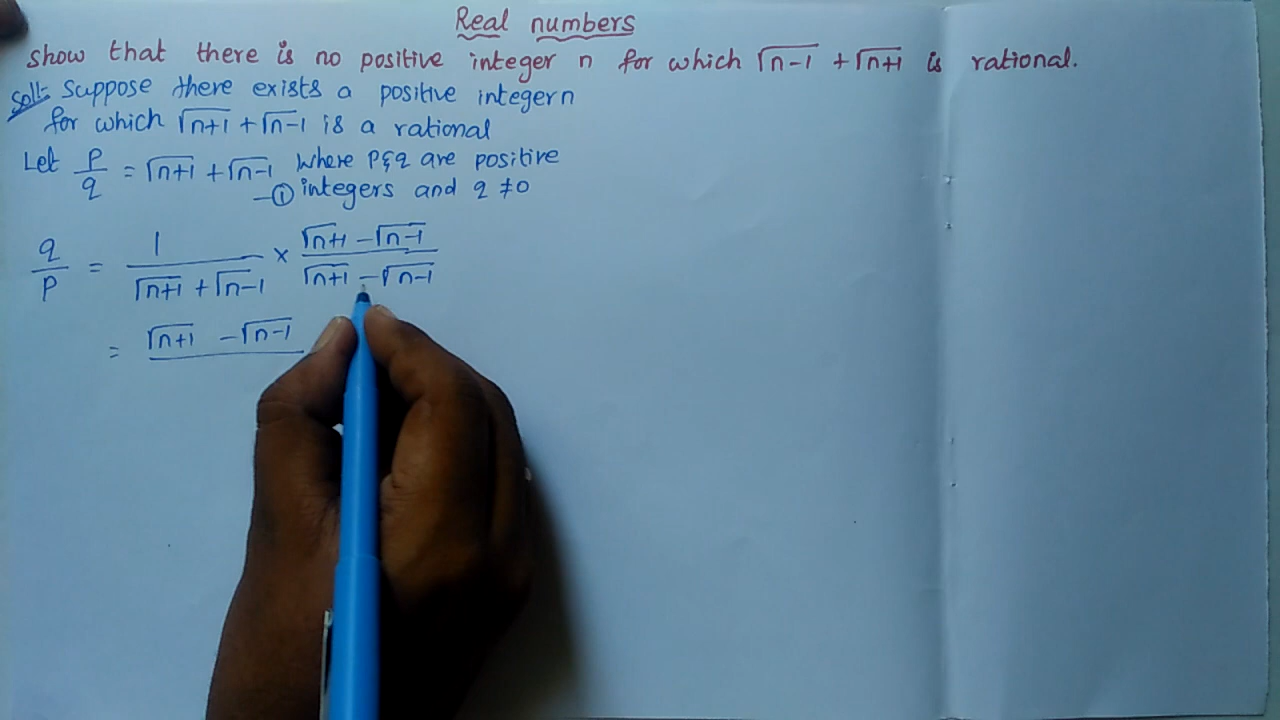 Real numbers
show that there is no positive integer n for which √n-1 + √n+1 is rational.
Sol:- Suppose there exists a positive integer n
for which √n+1 + √n-1 is a rational
Let p/q = √n+1 + √n-1 where p & q are positive
-① integers and q ≠ 0
q/p = 1/(√n+1 + √n-1) × (√n+1 - √n-1)/(√n+1 - √n-1)
= √n+1 - √n-1